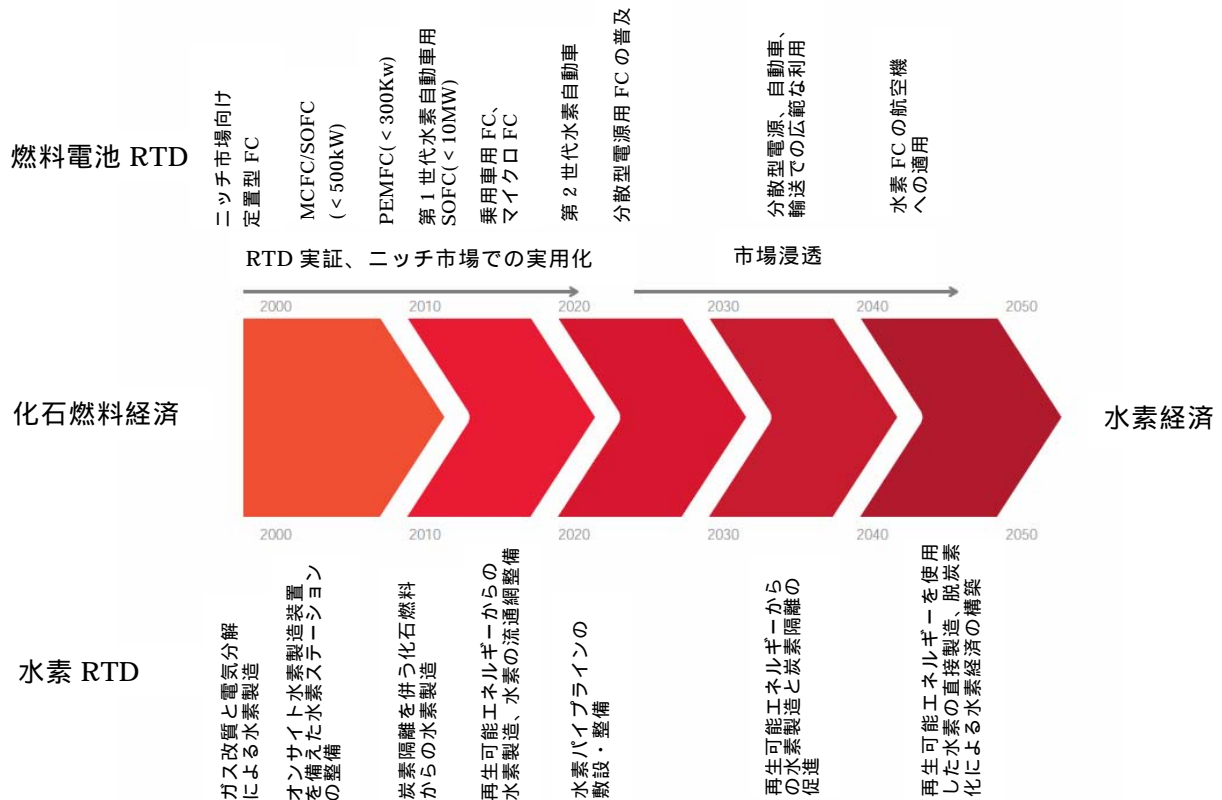 燃料電池 RTD
ニッチ市場向け
定置型 FC
MCFC/SOFC
(<500kW)
PEMFC(<300Kw)
第 1 世代水素自動車用
SOFC(<10MW)
乗用車用 FC、
マイクロ FC
第 2 世代水素自動車
分散型電源用 FC の普及
分散型電源、自動車、
輸送での広範な利用
水素 FC の航空機
への適用
RTD 実証、ニッチ市場での実用化
市場浸透
2000
2010
2020
2030
2040
2050
化石燃料経済
水素経済
2000
2010
2020
2030
2040
2050
水素 RTD
ガス改質と電気分解
による水素製造
オンサイト水素製造装置
を備えた水素ステーション
の整備
炭素隔離を併う化石燃料
からの水素製造
再生可能エネルギーからの
水素製造、水素の流通網整備
水素パイプラインの
敷設・整備
再生可能エネルギーから
の水素製造と炭素隔離の
促進
再生可能エネルギーを使用
した水素の直接製造、脱炭素
化による水素経済の構築